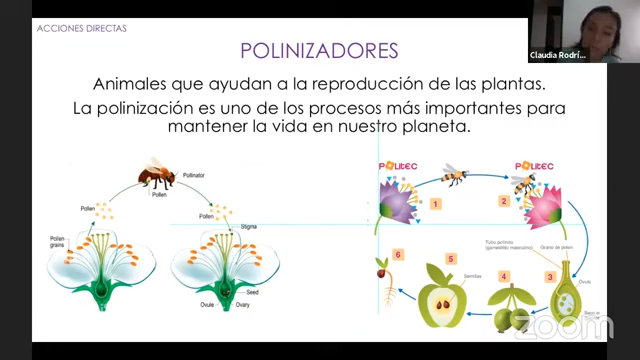 ACCIONES DIRECTAS
POLINIZADORES
Claudia Rodrí...
Animales que ayudan a la reproducción de las plantas.
La polinización es uno de los procesos más importantes para
mantener la vida en nuestro planeta.
Pollinator
Pollen
Pollen
Pollen
Pollen
grains
Stigma
Seed
Ovule
Ovary
POLITEC
POLITEC
1
2
Tubo polínico
(gametofito masculino)
Grano de polen
6
5
4
3
Semillas
Óvulo
zoom